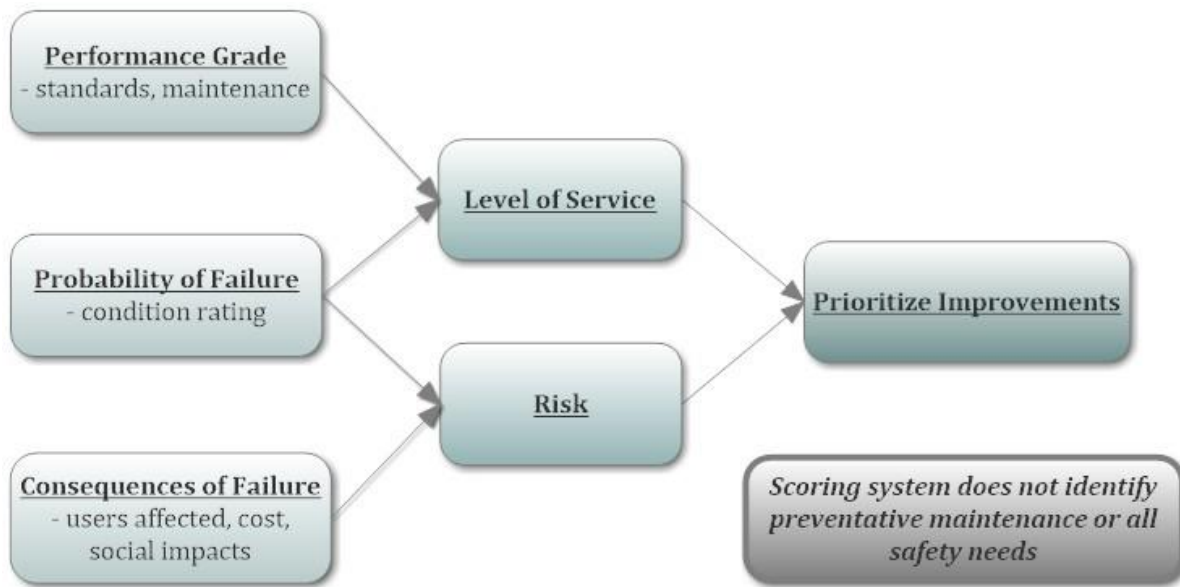 Performance Grade
- standards, maintenance
Probability of Failure
- condition rating
Consequences of Failure
- users affected, cost,
social impacts
Level of Service
Risk
Prioritize Improvements
Scoring system does not identify
preventative maintenance or all
safety needs